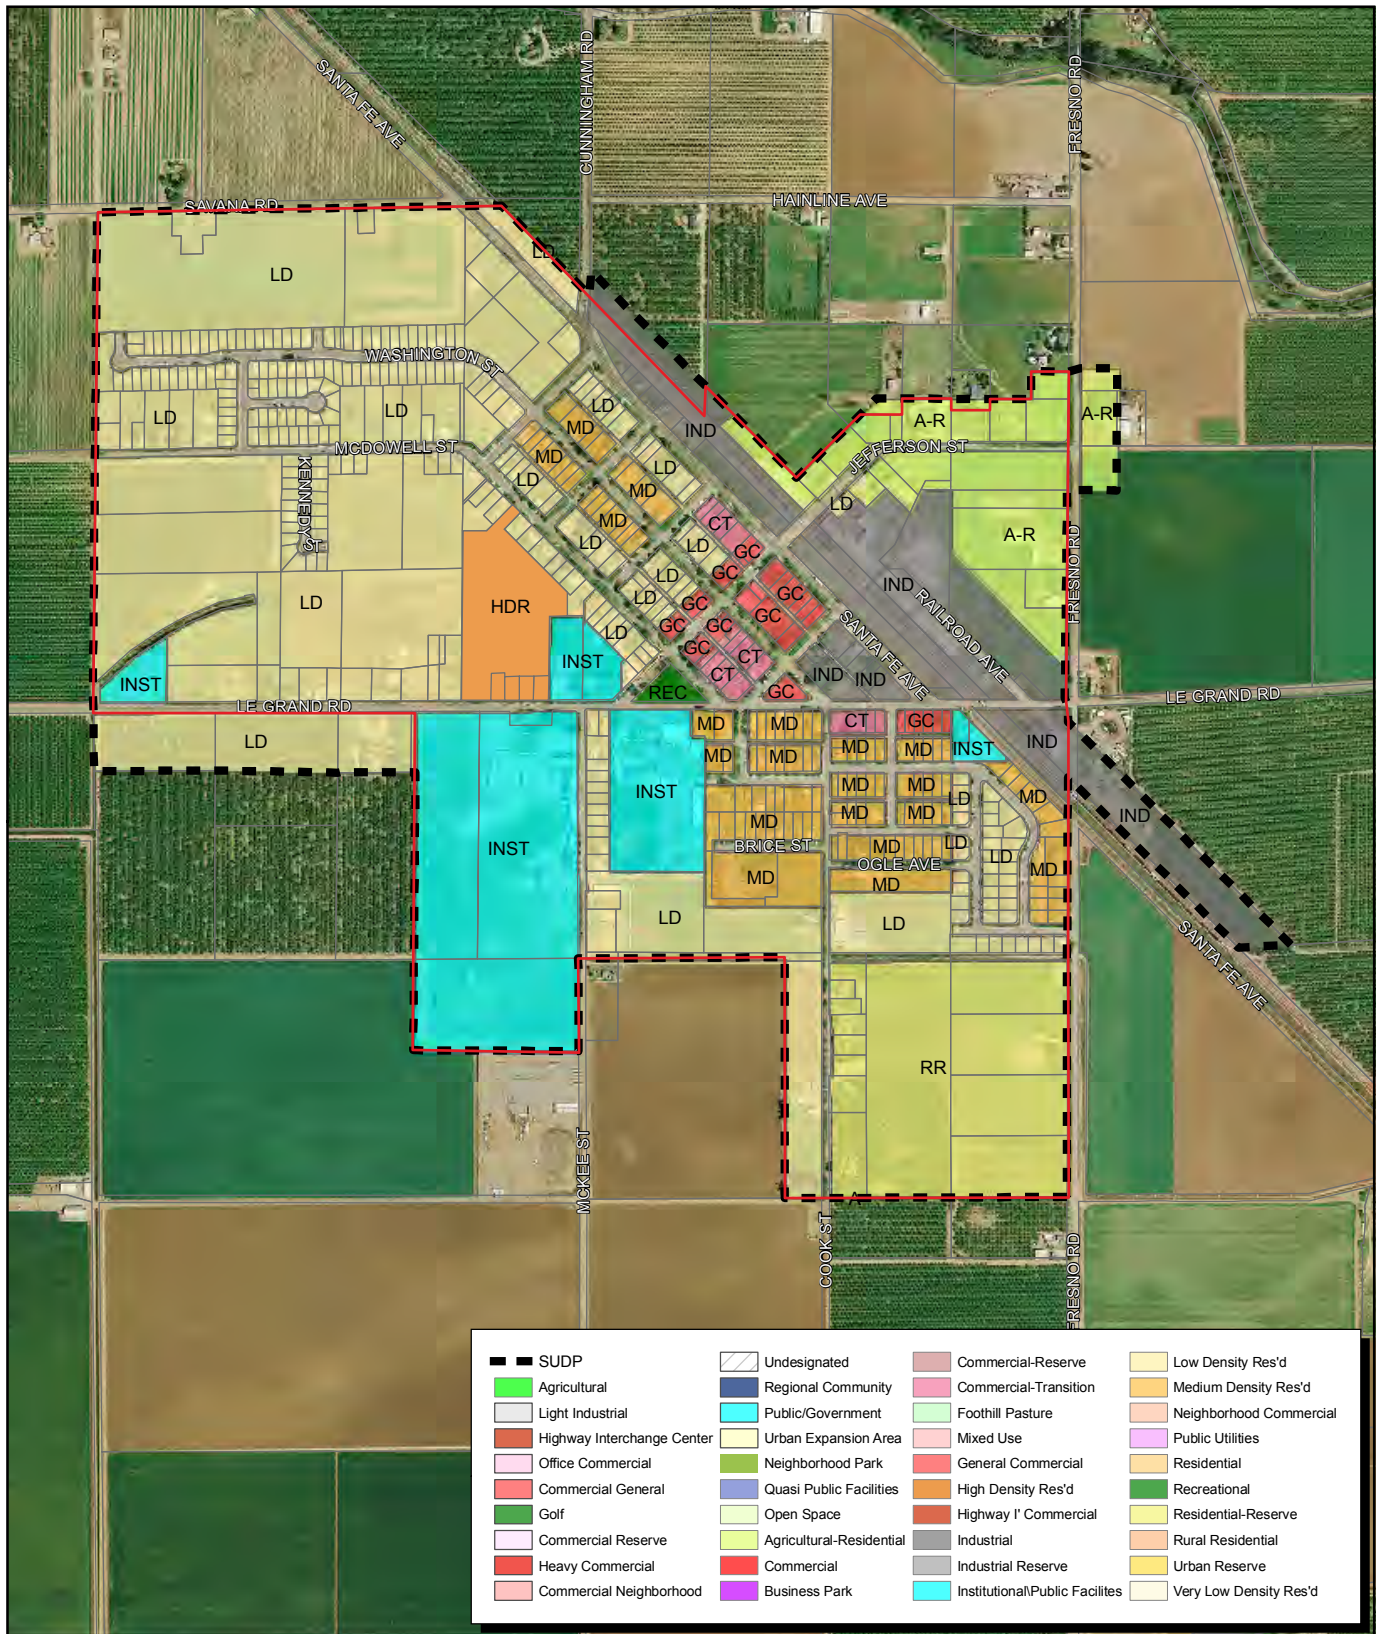 SANTA FE AVE
CUNNINGHAM RD
FRESNO RD
SAVANA RD
HAINLINE AVE
LD
LD
WASHINGTON ST
LD
LD
LD
MD
IND
A-R
A-R
MCDOWELL ST
MD
LD
LD
JEFFERSON ST
KENNEDY ST
MD
LD
MD
LD
CT
LD
GC
A-R
FRESNO RD
LD
GC
LD
IND
RAILROAD AVE
GC
HDR
LD
GC
GC
SANTA FE AVE
LD
GC
GC
GC
CT
INST
INST
REC
CT
GC
IND
IND
LE GRAND RD
LE GRAND RD
LD
MD
MD
CT
GC
IND
MD
MD
MD
MD
INST
INST
MD
MD
LD
MD
IND
INST
MD
MD
MD
BRICE ST
MD
LD
LD
OGLE AVE
MD
MD
MD
LD
LD
SANTA FE AVE
RR
MCKEE ST
A
COOK ST
FRESNO RD
SUDP
Undesignated
Commercial-Reserve
Low Density Res'd
Agricultural
Regional Community
Commercial-Transition
Medium Density Res'd
Light Industrial
Public/Government
Foothill Pasture
Neighborhood Commercial
Highway Interchange Center
Urban Expansion Area
Mixed Use
Public Utilities
Office Commercial
Neighborhood Park
General Commercial
Residential
Commercial General
Quasi Public Facilities
High Density Res'd
Recreational
Golf
Open Space
Highway I' Commercial
Residential-Reserve
Commercial Reserve
Agricultural-Residential
Industrial
Rural Residential
Heavy Commercial
Commercial
Industrial Reserve
Urban Reserve
Commercial Neighborhood
Business Park
Institutional\Public Facilites
Very Low Density Res'd